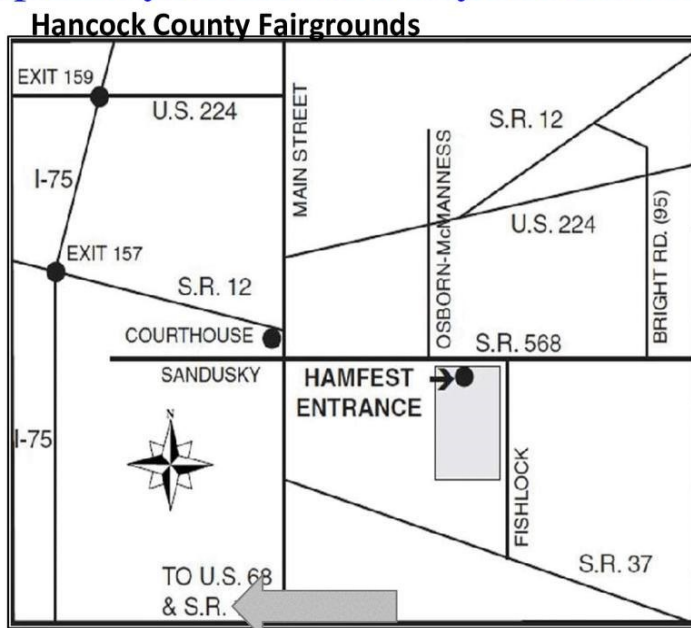 Hancock County Fairgrounds
EXIT 159
U.S. 224
MAIN STREET
S.R. 12
I-75
OSBORN-McMANNESS
U.S. 224
BRIGHT RD. (95)
EXIT 157
S.R. 12
COURTHOUSE
S.R. 568
SANDUSKY
HAMFEST
ENTRANCE
N
I-75
FISHLOCK
S.R. 37
TO U.S. 68
& S.R.